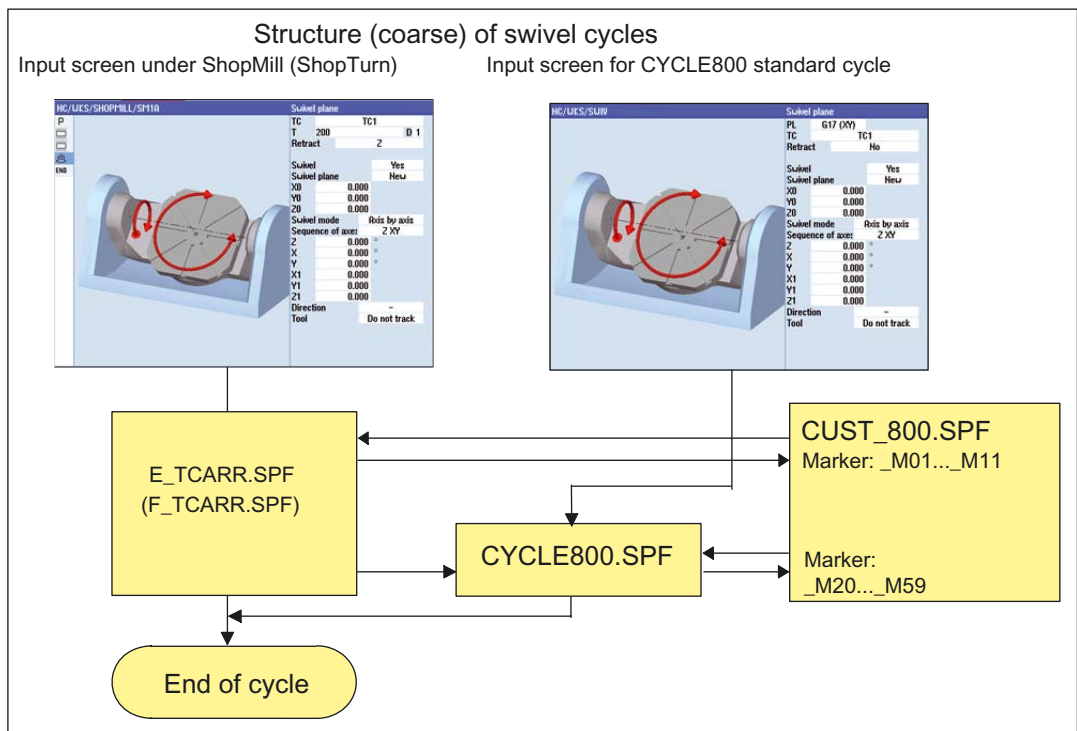 Structure (coarse) of swivel cycles
Input screen under ShopMill (ShopTurn)
Input screen for CYCLE800 standard cycle
NC/WKS/SHOPMILL/SM1A
P
END
Swivel plane
TC TC1
T 200 D 1
Retract Z
Swivel Yes
Swivel plane New
X0 0.000
Y0 0.000
Z0 0.000
Swivel mode Axis by axis
Sequence of axes Z XY
Z 0.000 °
X 0.000 °
Y 0.000 °
X1 0.000
Y1 0.000
Z1 0.000
Direction -
Tool Do not track
NC/WKS/SWIV
Swivel plane
PL G17 (XY)
TC TC1
Retract No
Swivel Yes
Swivel plane New
X0 0.000
Y0 0.000
Z0 0.000
Swivel mode Axis by axis
Sequence of axes Z XY
Z 0.000 °
X 0.000 °
Y 0.000 °
X1 0.000
Y1 0.000
Z1 0.000
Direction -
Tool Do not track
E_TCARR.SPF
(F_TCARR.SPF)
CUST_800.SPF
Marker: _M01..._M11
CYCLE800.SPF
Marker:
_M20..._M59
End of cycle